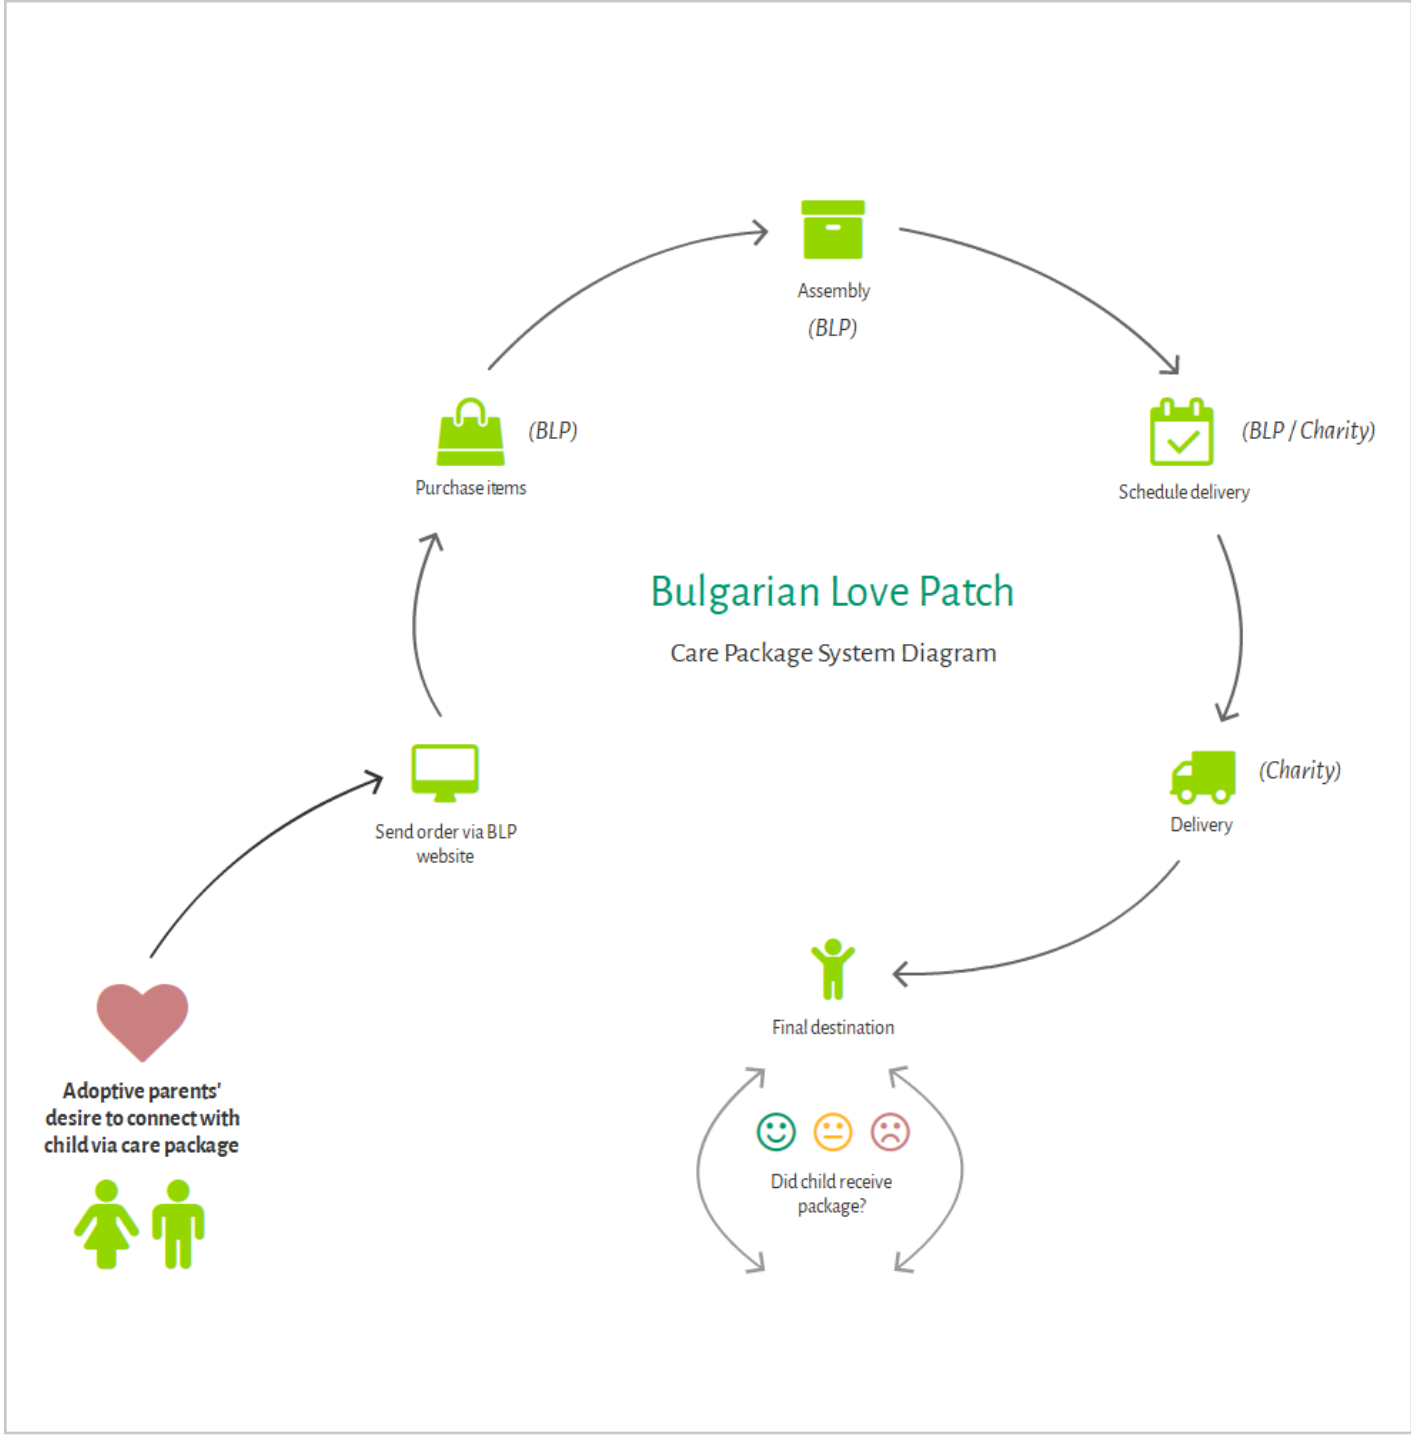 Assembly
(BLP)
(BLP)
Purchase items
(BLP / Charity)
Schedule delivery
Bulgarian Love Patch
Care Package System Diagram
Send order via BLP
website
(Charity)
Delivery
Final destination
Adoptive parents'
desire to connect with
child via care package
Did child receive
package?